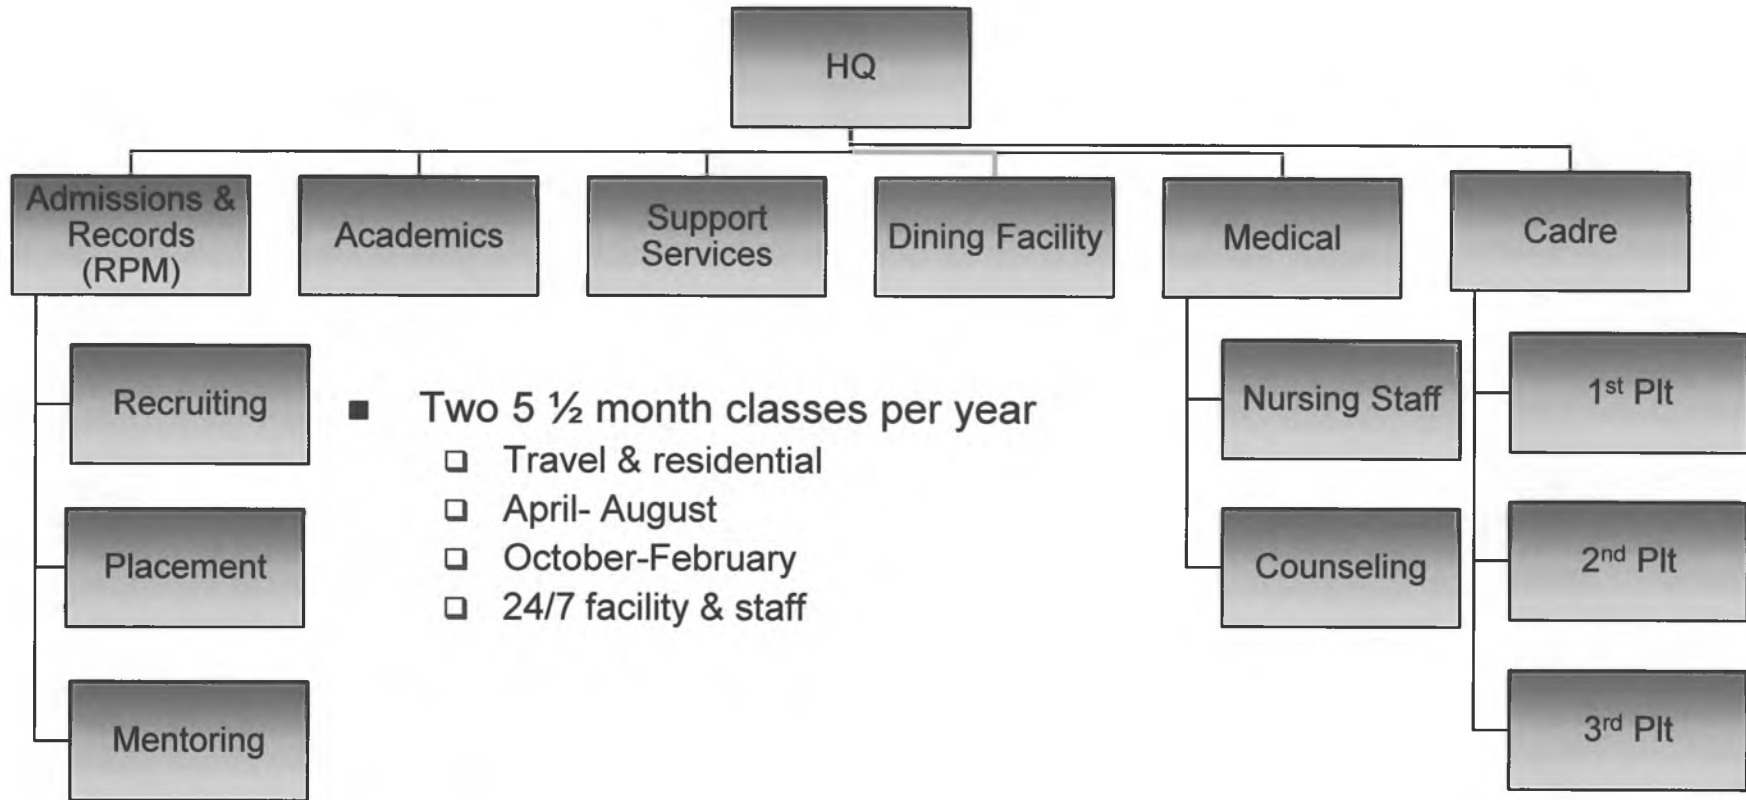 HQ
Admissions &
Records
(RPM)
Academics
Support
Services
Dining Facility
Medical
Cadre
Recruiting
Placement
Mentoring
■ Two 5 ½ month classes per year
❑ Travel & residential
❑ April- August
❑ October-February
❑ 24/7 facility & staff
Nursing Staff
Counseling
1st Plt
2nd Plt
3rd Plt